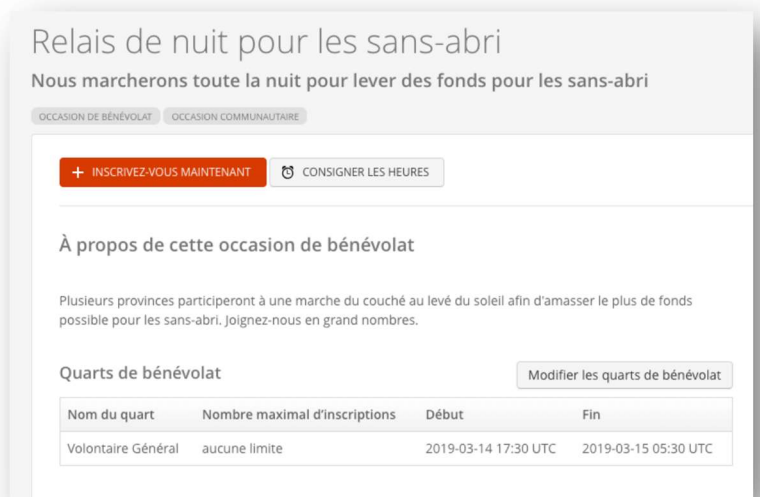 Relais de nuit pour les sans-abri
Nous marcherons toute la nuit pour lever des fonds pour les sans-abri
OCCASION DE BÉNÉVOLAT OCCASION COMMUNAUTAIRE
+ INSCRIVEZ-VOUS MAINTENANT CONSIGNER LES HEURES
À propos de cette occasion de bénévolat
Plusieurs provinces participeront à une marche du couché au levé du soleil afin d'amasser le plus de fonds
possible pour les sans-abri. Joignez-nous en grand nombres.
Quarts de bénévolat Modifier les quarts de bénévolat
Nom du quart Nombre maximal d'inscriptions Début Fin
Volontaire Général aucune limite 2019-03-14 17:30 UTC 2019-03-15 05:30 UTC